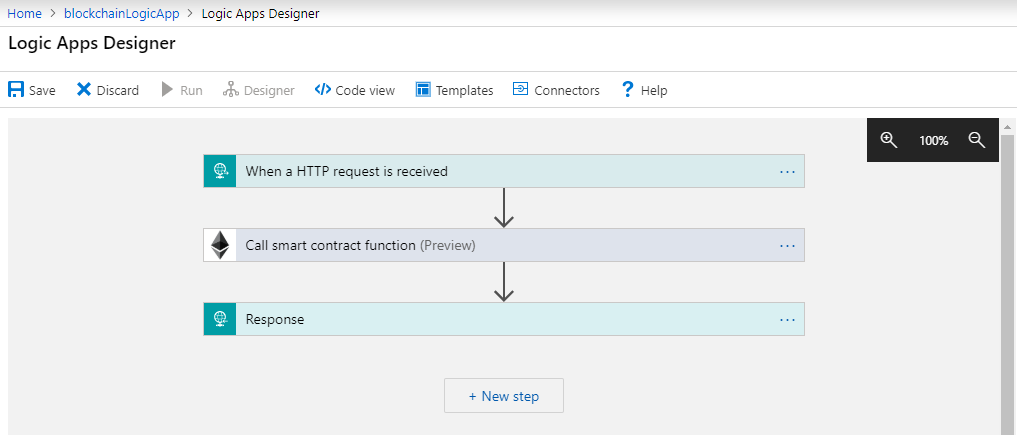 Home > blockchainLogicApp > Logic Apps Designer
Logic Apps Designer
Save Discard Run Designer </> Code view Templates Connectors ? Help
100%
When a HTTP request is received ...
Call smart contract function (Preview) ...
Response ...
+ New step